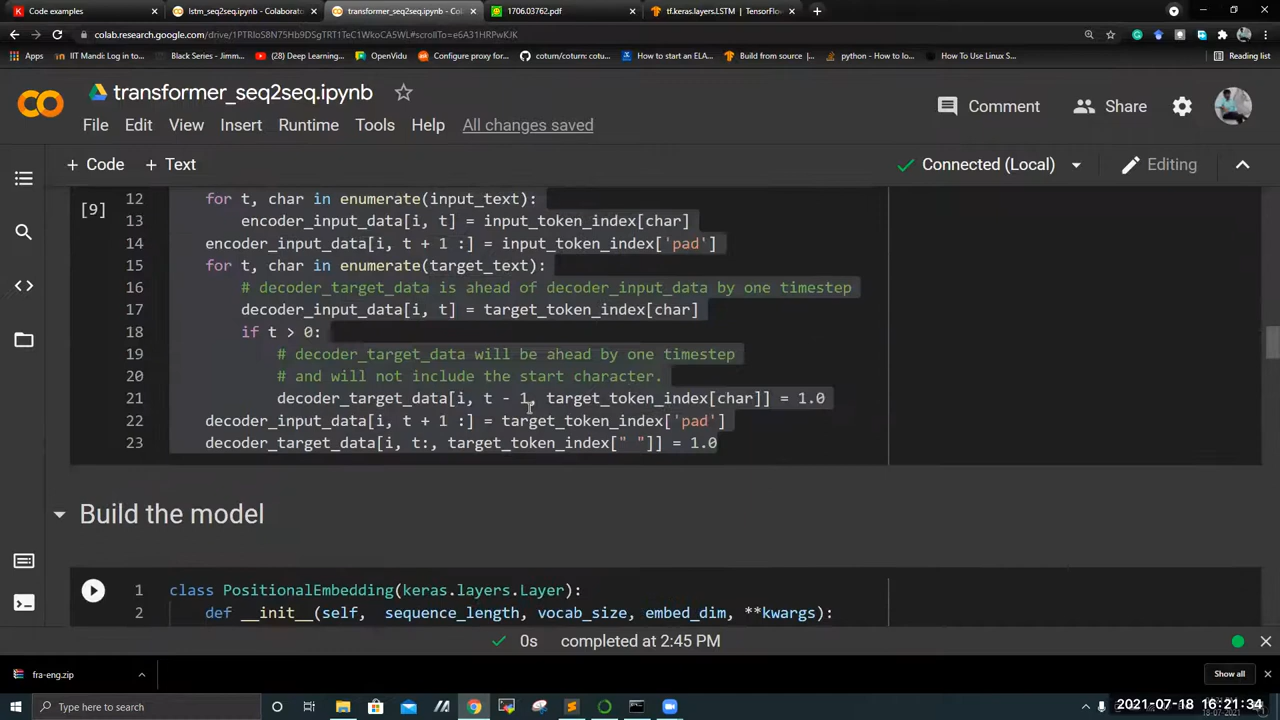 Code examples
lstm_seq2seq.ipynb - Colaborato
transformer_seq2seq.ipynb - Col
1706.03762.pdf
tf.keras.layers.LSTM | TensorFlow
colab.research.google.com/drive/1PTRIoS8N75Hb9DSgTRT1TeC1WkoCA5WL#scrollTo=e6A31HRPwKJK
Apps
IIT Mandi: Log in to...
Black Series - Jimm...
(28) Deep Learning...
OpenVidu
Configure proxy for...
coturn/coturn: cotu...
How to start an ELA...
Build from source |...
python - How to lo...
How To Use Linux S...
Reading list
transformer_seq2seq.ipynb
Comment
Share
File
Edit
View
Insert
Runtime
Tools
Help
All changes saved
+ Code
+ Text
Connected (Local)
Editing
[9]
12 for t, char in enumerate(input_text):
13 encoder_input_data[i, t] = input_token_index[char]
14 encoder_input_data[i, t + 1 :] = input_token_index['pad']
15 for t, char in enumerate(target_text):
16 # decoder_target_data is ahead of decoder_input_data by one timestep
17 decoder_input_data[i, t] = target_token_index[char]
18 if t > 0:
19 # decoder_target_data will be ahead by one timestep
20 # and will not include the start character.
21 decoder_target_data[i, t - 1, target_token_index[char]] = 1.0
22 decoder_input_data[i, t + 1 :] = target_token_index['pad']
23 decoder_target_data[i, t:, target_token_index[" "]] = 1.0
Build the model
1 class PositionalEmbedding(keras.layers.Layer):
2 def __init__(self, sequence_length, vocab_size, embed_dim, **kwargs):
0s completed at 2:45 PM
fra-eng.zip
Show all
Type here to search
2021-07-18 16:21:34